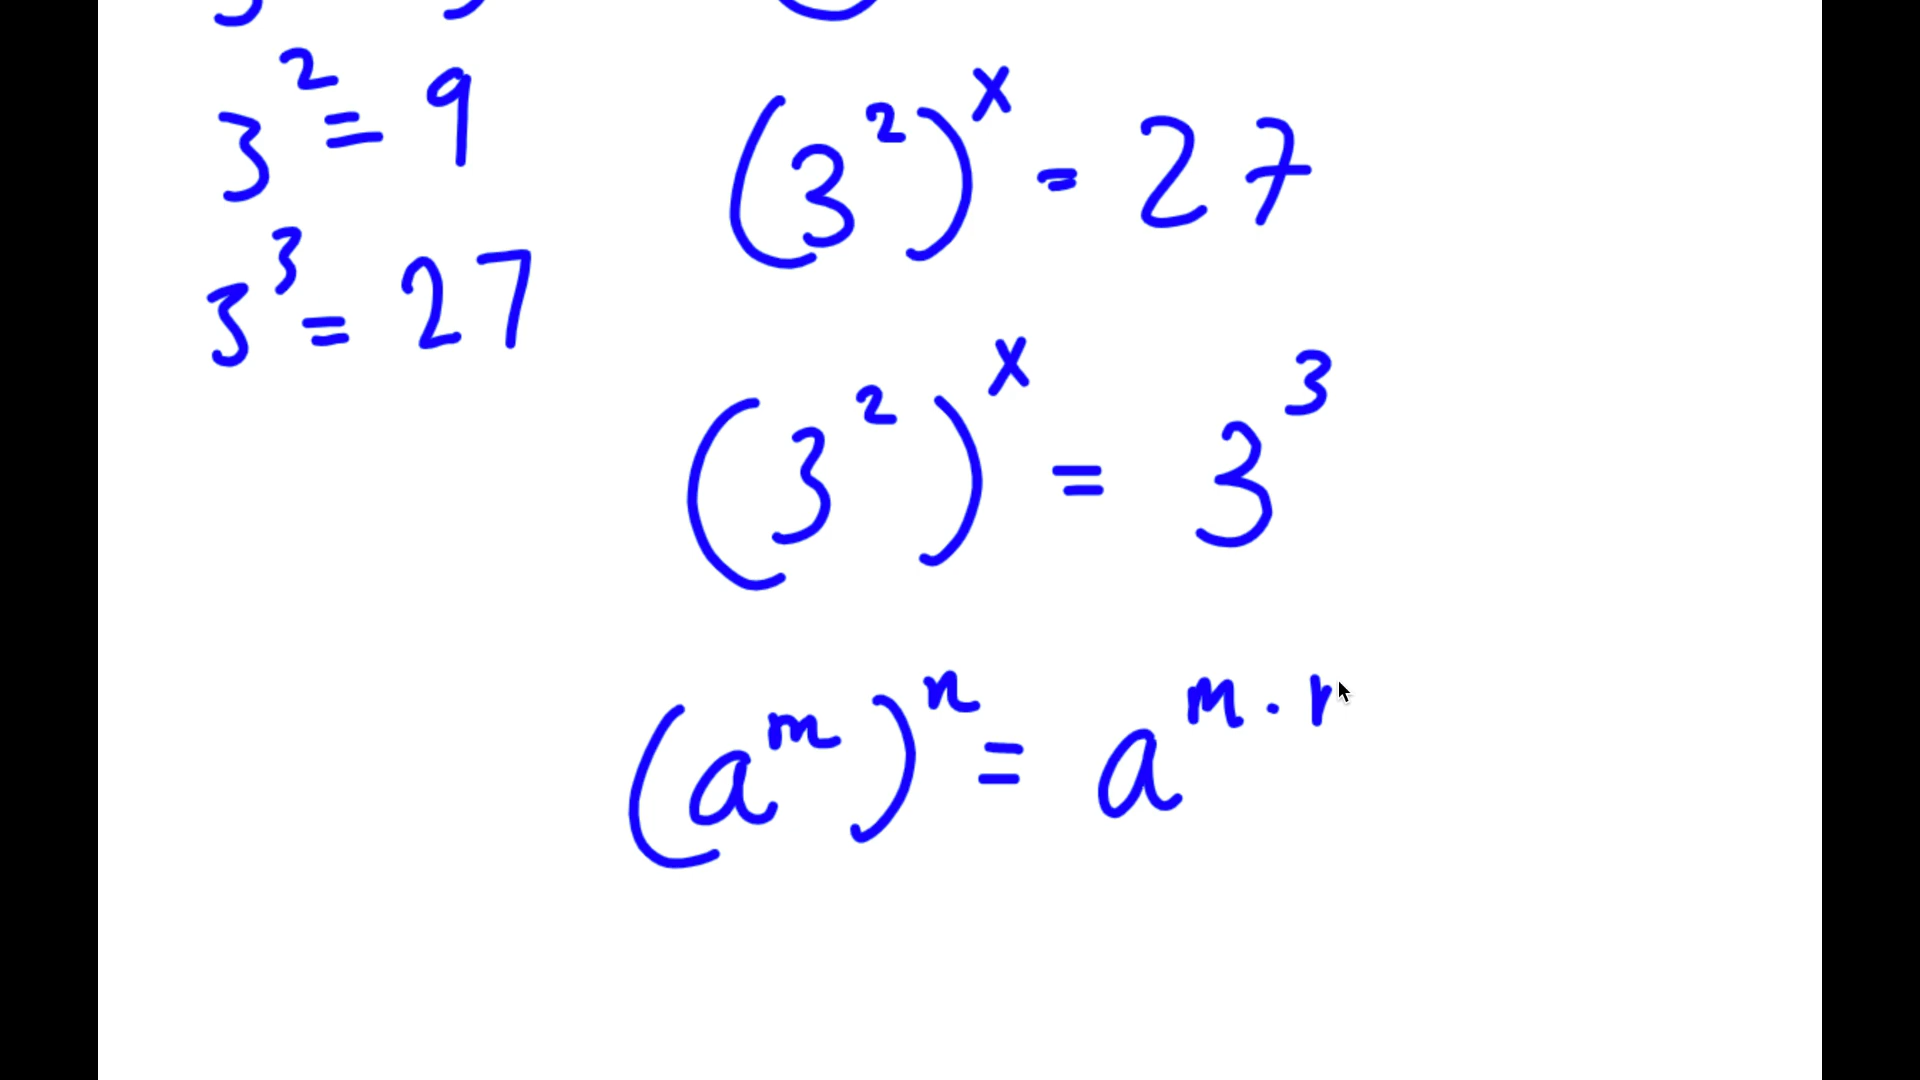 3² = 9
3³ = 27
(3²)ˣ = 27
(3²)ˣ = 3³
(aᵐ)ⁿ = aᵐ·